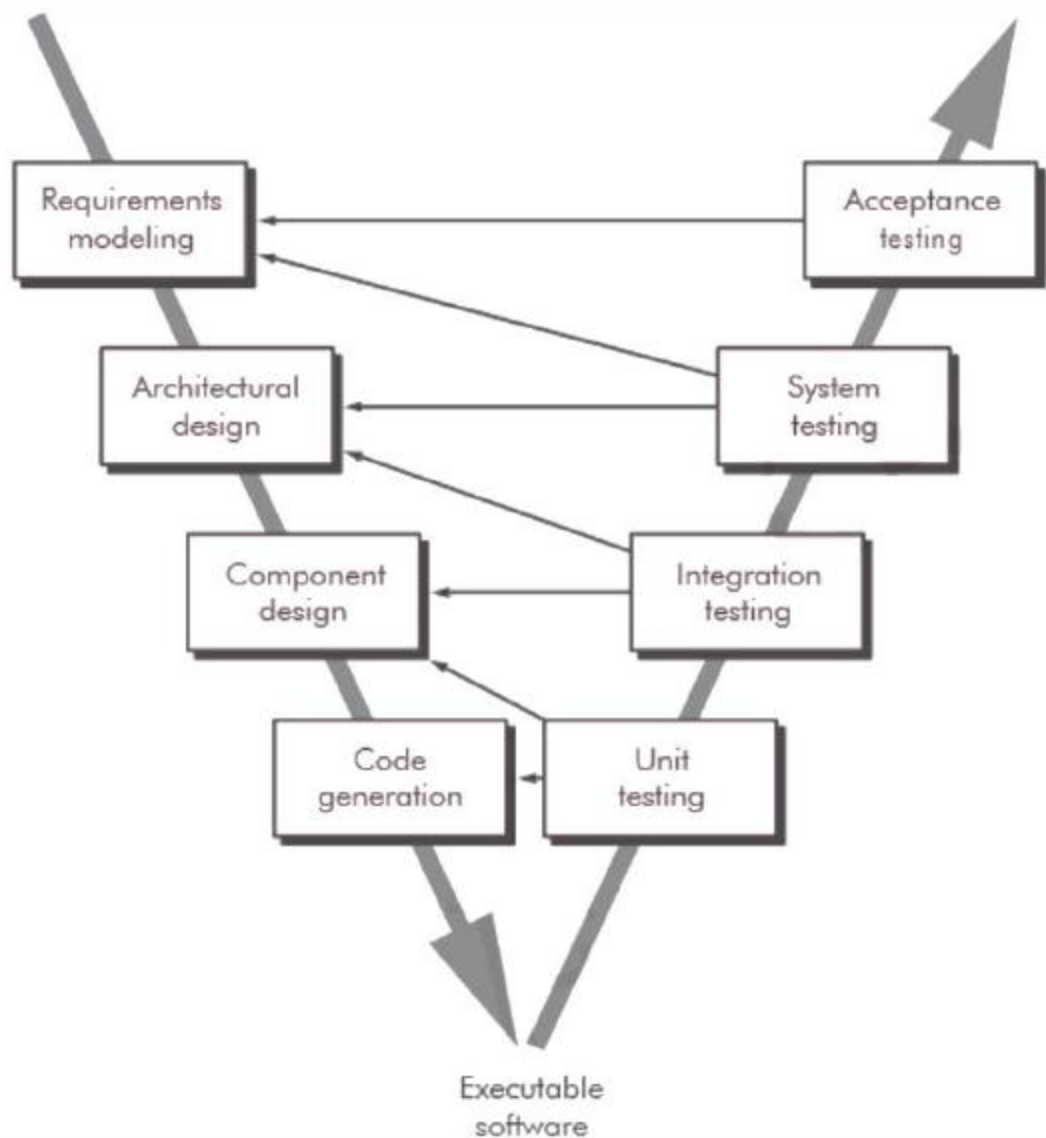 Requirements
modeling
Acceptance
testing
Architectural
design
System
testing
Component
design
Integration
testing
Code
generation
Unit
testing
Executable
software